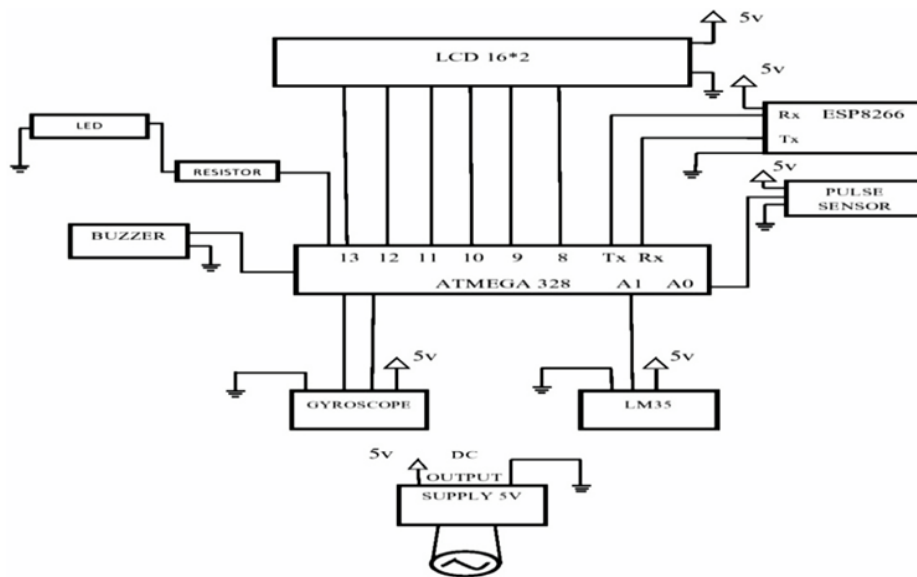 5v
LCD 16*2
5v
Rx ESP8266
Tx
LED
5v
RESISTOR
PULSE
SENSOR
BUZZER
13 12 11 10 9 8 Tx Rx
ATMEGA 328 A1 A0
5v
5v
GYROSCOPE
LM35
5v DC
OUTPUT
SUPPLY 5V